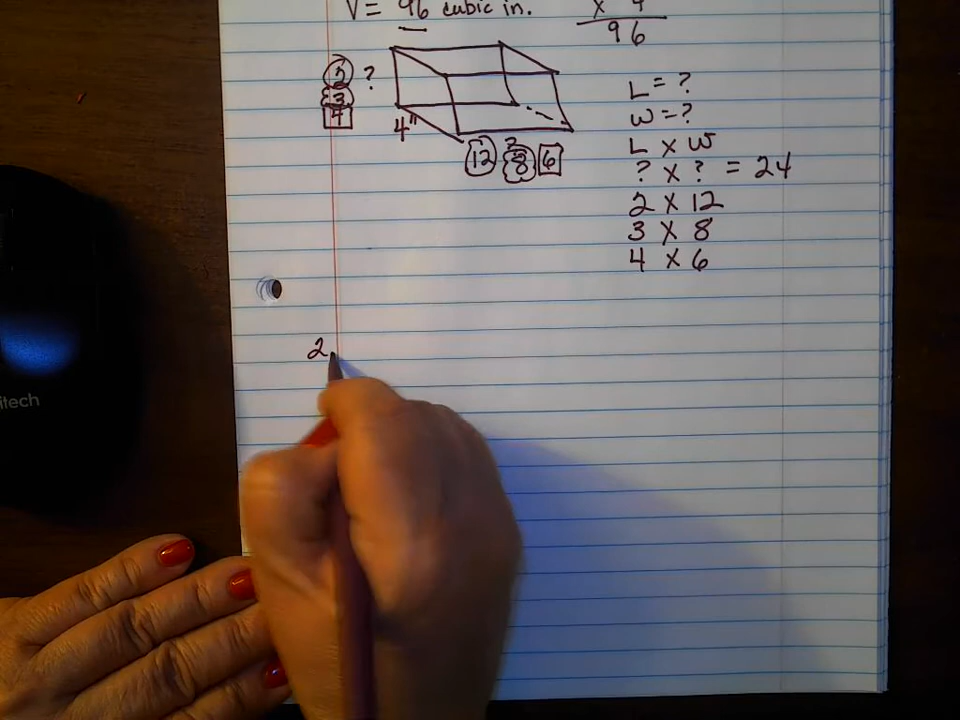 V = 96 cubic in.
x 4
96
2 ?
3
4
4"
? ?
12 8 6
L = ?
W = ?
L x W
? x ? = 24
2 x 12
3 x 8
4 x 6
2
itech